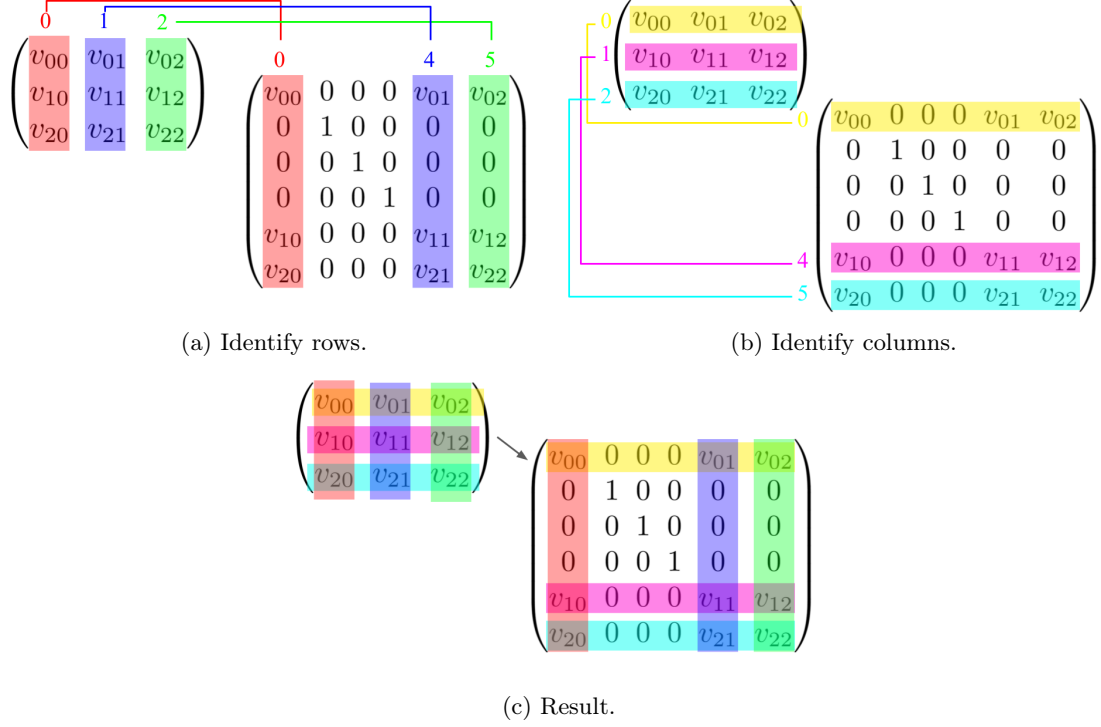 0 1 2
v00 v01 v02
v10 v11 v12
v20 v21 v22
0 4 5
v00 0 0 0 v01 v02
0 1 0 0 0 0
0 0 1 0 0 0
0 0 0 1 0 0
v10 0 0 0 v11 v12
v20 0 0 0 v21 v22
(a) Identify rows.
0 v00 v01 v02
1 v10 v11 v12
2 v20 v21 v22
0 v00 0 0 0 v01 v02
0 1 0 0 0 0
0 0 1 0 0 0
0 0 0 1 0 0
4 v10 0 0 0 v11 v12
5 v20 0 0 0 v21 v22
(b) Identify columns.
v00 v01 v02
v10 v11 v12
v20 v21 v22
v00 0 0 0 v01 v02
0 1 0 0 0 0
0 0 1 0 0 0
0 0 0 1 0 0
v10 0 0 0 v11 v12
v20 0 0 0 v21 v22
(c) Result.